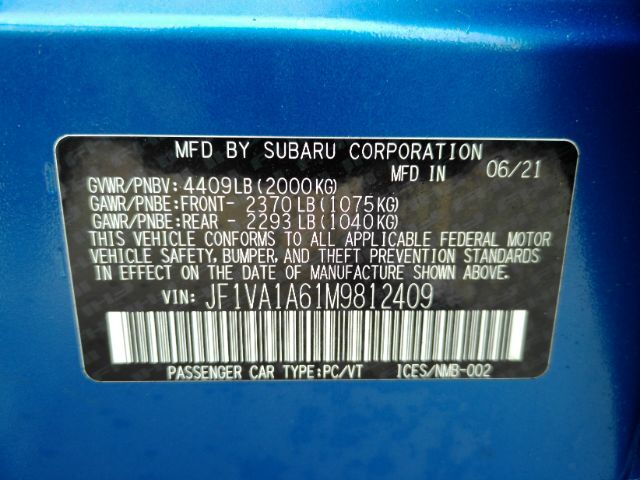 MFD BY SUBARU CORPORATION
MFD IN 06/21
GVWR/PNBV: 4409LB(2000KG)
GAWR/PNBE:FRONT- 2370LB(1075KG)
GAWR/PNBE:REAR - 2293LB(1040KG)
THIS VEHICLE CONFORMS TO ALL APPLICABLE FEDERAL MOTOR
VEHICLE SAFETY, BUMPER, AND THEFT PREVENTION STANDARDS
IN EFFECT ON THE DATE OF MANUFACTURE SHOWN ABOVE.
VIN: JF1VA1A61M9812409
PASSENGER CAR TYPE:PC/VT ICES/NMB-002